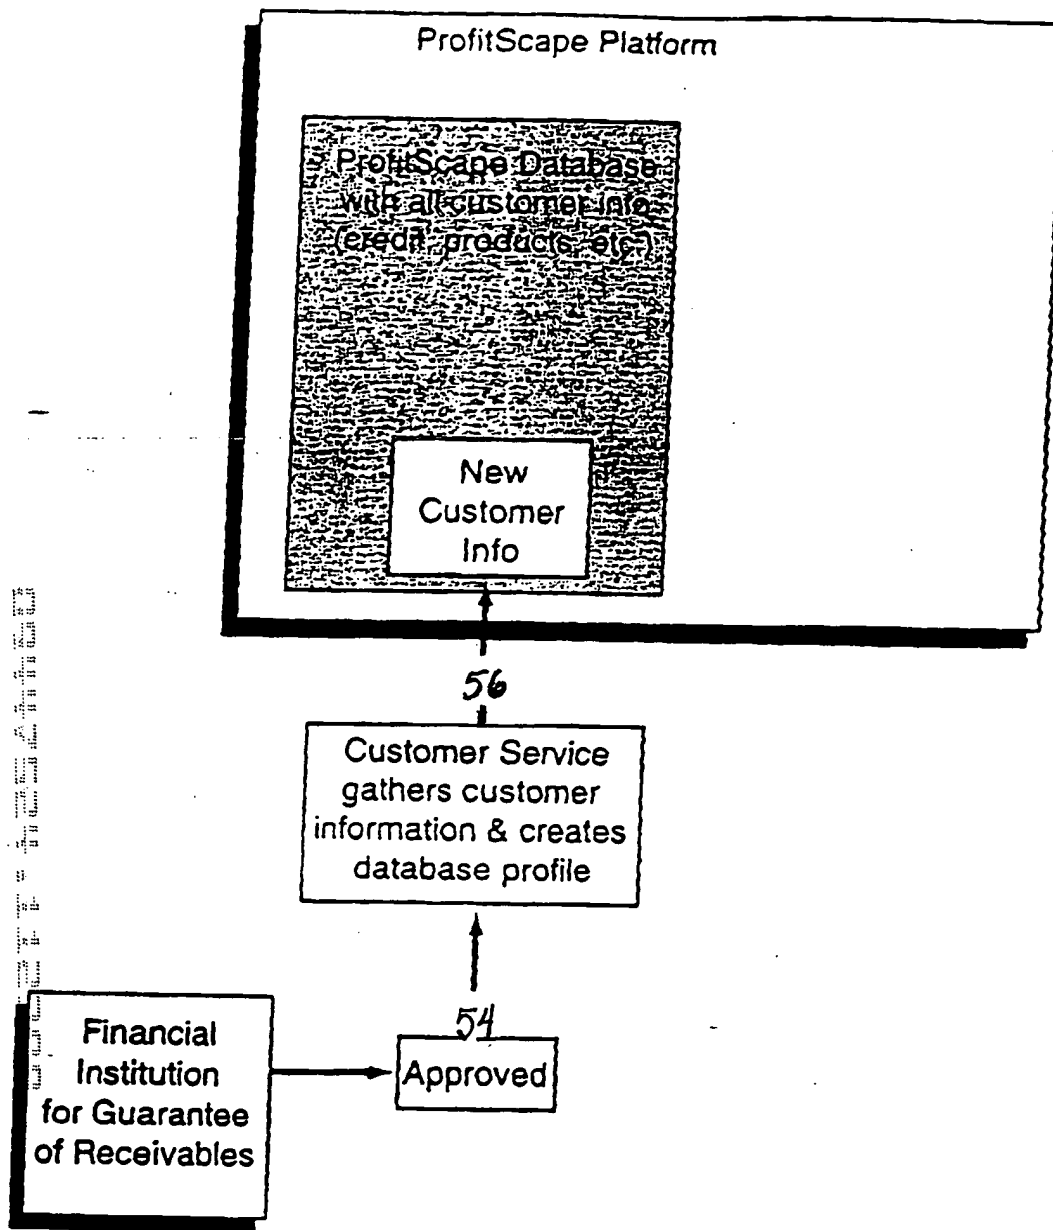 ProfitScape Platform
ProfitScape Database
with all customer info
(credit, products, etc.)
New
Customer
Info
56
Customer Service
gathers customer
information & creates
database profile
54
Approved
Financial
Institution
for Guarantee
of Receivables